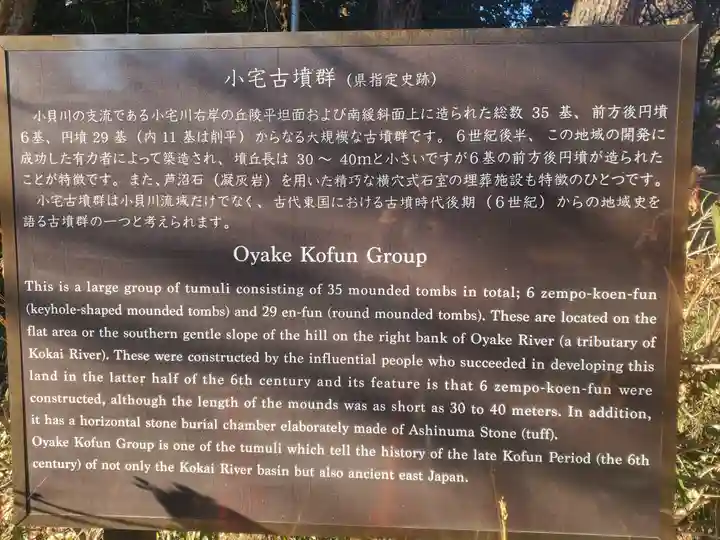 小宅古墳群（県指定史跡）
小貝川の支流である小宅川右岸の丘陵平坦面および南緩斜面上に造られた総数 35 基、前方後円墳
6基、円墳 29 基（内 11 基は削平）からなる大規模な古墳群です。6世紀後半、この地域の開発に
成功した有力者によって築造され、墳丘長は 30 ～ 40mと小さいですが６基の前方後円墳が造られた
ことが特徴です。また、芦沼石（凝灰岩）を用いた精巧な横穴式石室の埋葬施設も特徴のひとつです。
小宅古墳群は小貝川流域だけでなく、古代東国における古墳時代後期（６世紀）からの地域史を
語る古墳群の一つと考えられます。
Oyake Kofun Group
This is a large group of tumuli consisting of 35 mounded tombs in total; 6 zempo-koen-fun
(keyhole-shaped mounded tombs) and 29 en-fun (round mounded tombs). These are located on the
flat area or the southern gentle slope of the hill on the right bank of Oyake River (a tributary of
Kokai River). These were constructed by the influential people who succeeded in developing this
land in the latter half of the 6th century and its feature is that 6 zempo-koen-fun were
constructed, although the length of the mounds was as short as 30 to 40 meters. In addition,
it has a horizontal stone burial chamber elaborately made of Ashinuma Stone (tuff).
Oyake Kofun Group is one of the tumuli which tell the history of the late Kofun Period (the 6th
century) of not only the Kokai River basin but also ancient east Japan.